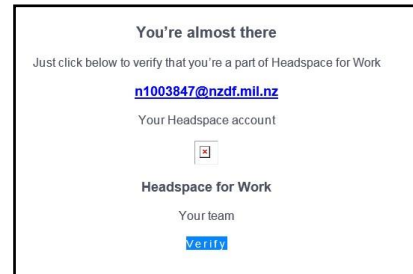 You're almost there
Just click below to verify that you're a part of Headspace for Work
n1003847@nzdf.mil.nz
Your Headspace account
Headspace for Work
Your team
Verify